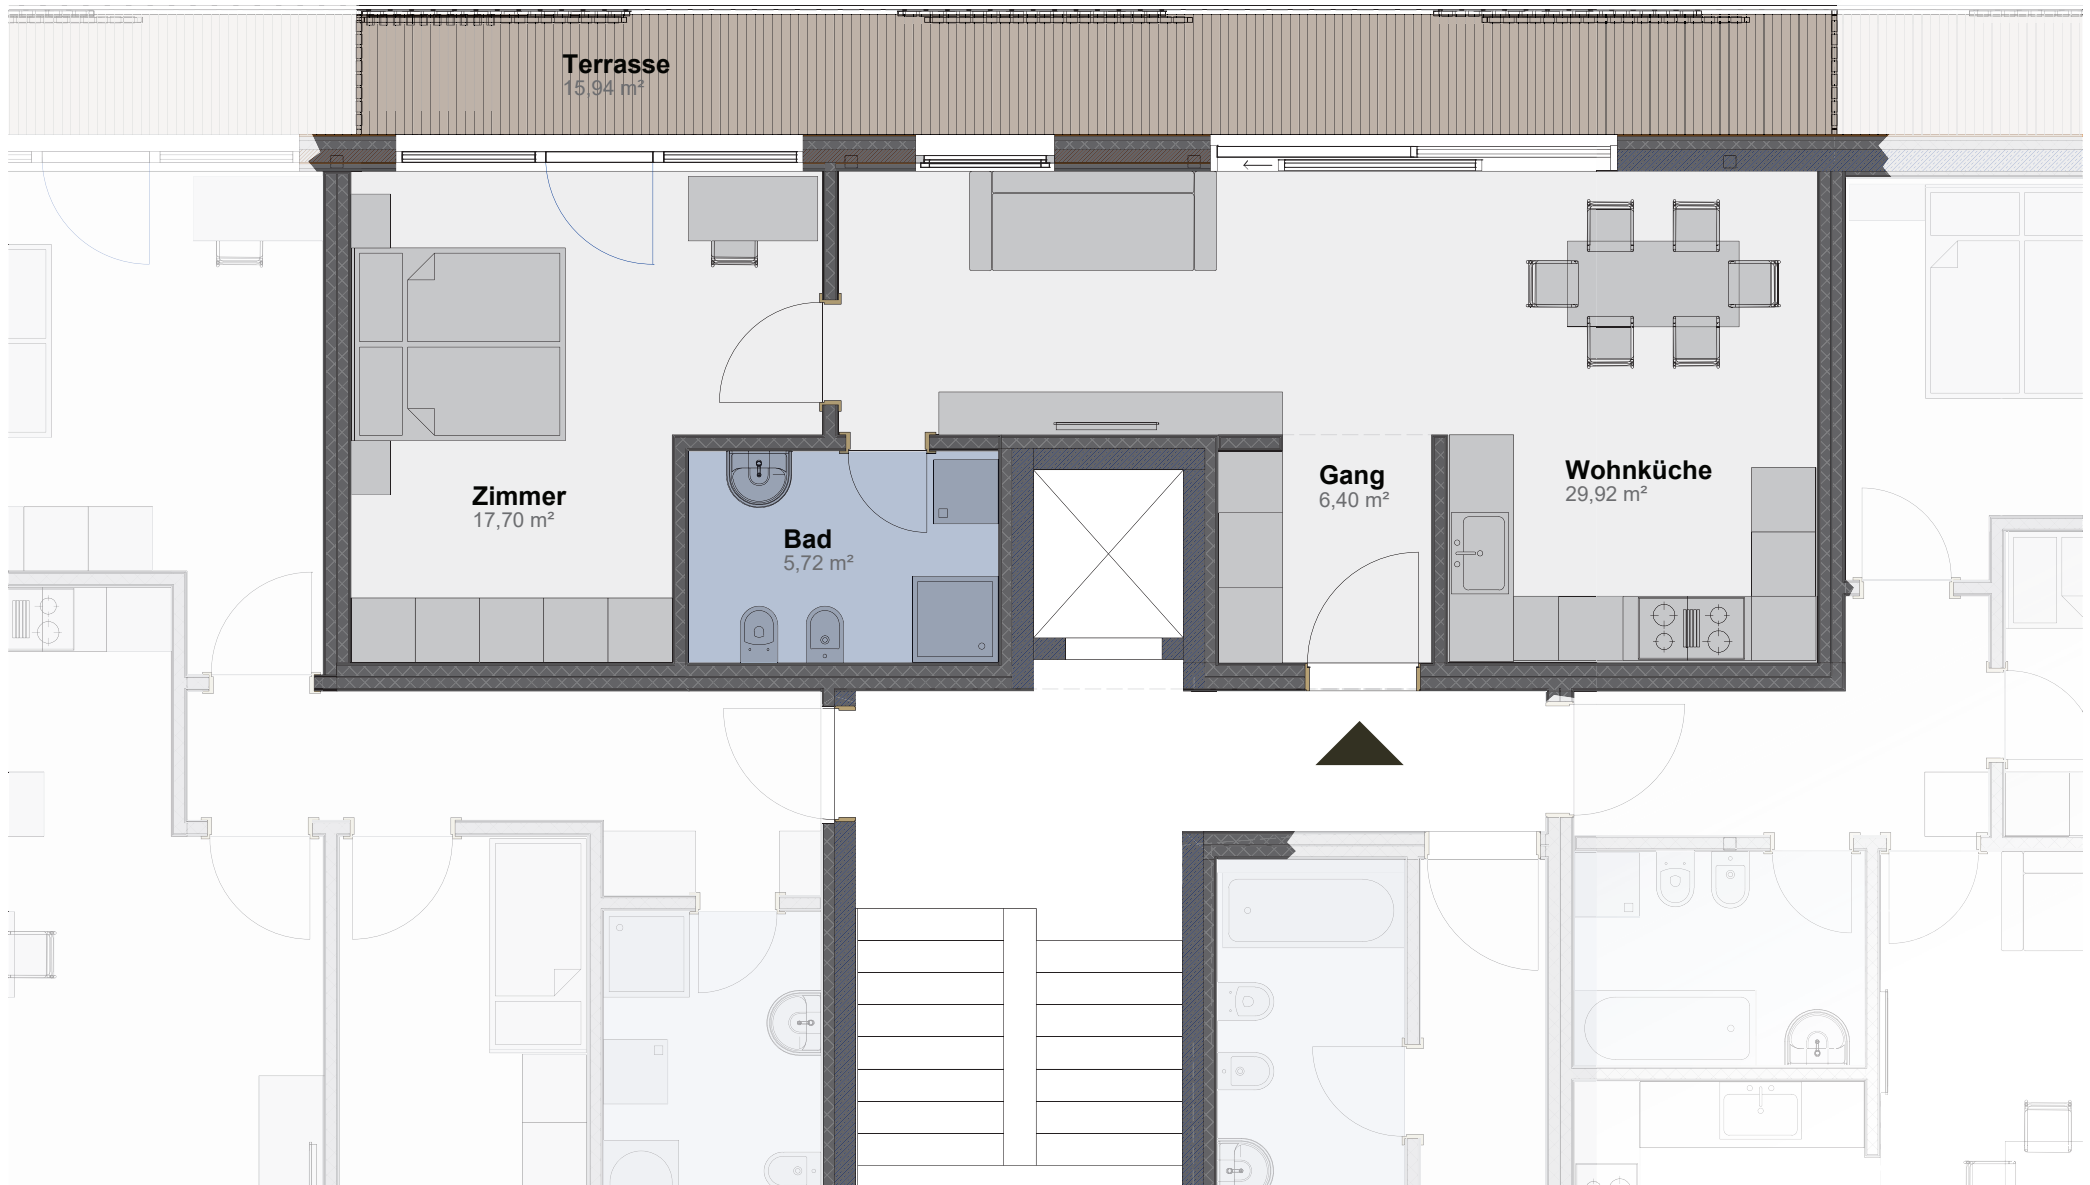 Terrasse
15,94 m²
Zimmer
17,70 m²
Bad
5,72 m²
Gang
6,40 m²
Wohnküche
29,92 m²